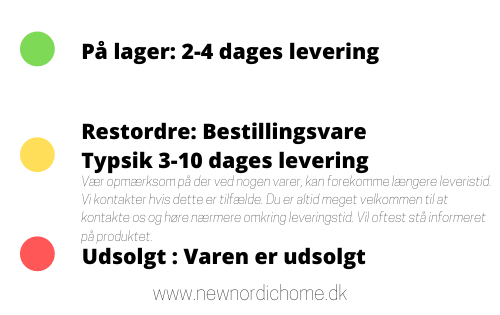 På lager: 2-4 dages levering
Restordre: Bestillingsvare
Typsik 3-10 dages levering
Vær opmærksom på der ved nogen varer, kan forekomme længere leveristid.
Vi kontakter hvis dette er tilfælde. Du er altid meget velkommen til at
kontakte os og høre nærmere omkring leveringstid. Vil oftest stå informeret
på produktet.
Udsolgt : Varen er udsolgt
www.newnordichome.dk